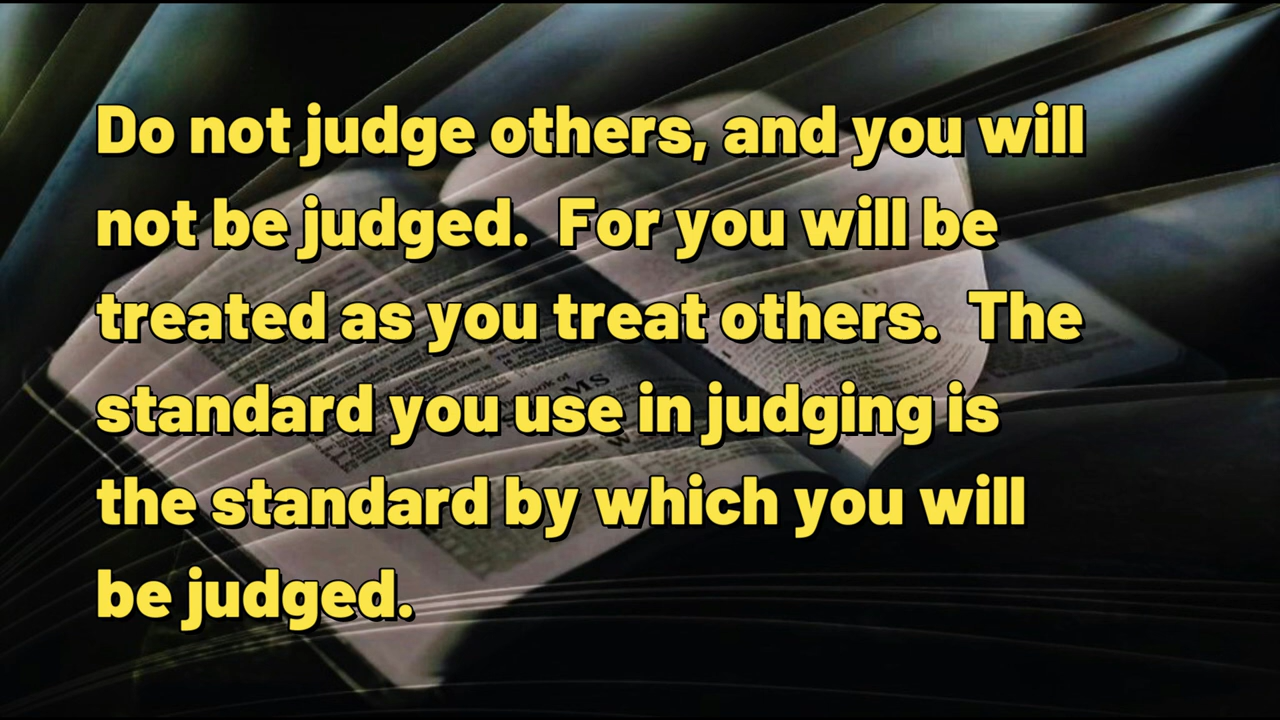 Do not judge others, and you will
not be judged.  For you will be
treated as you treat others.  The
standard you use in judging is
the standard by which you will
be judged.